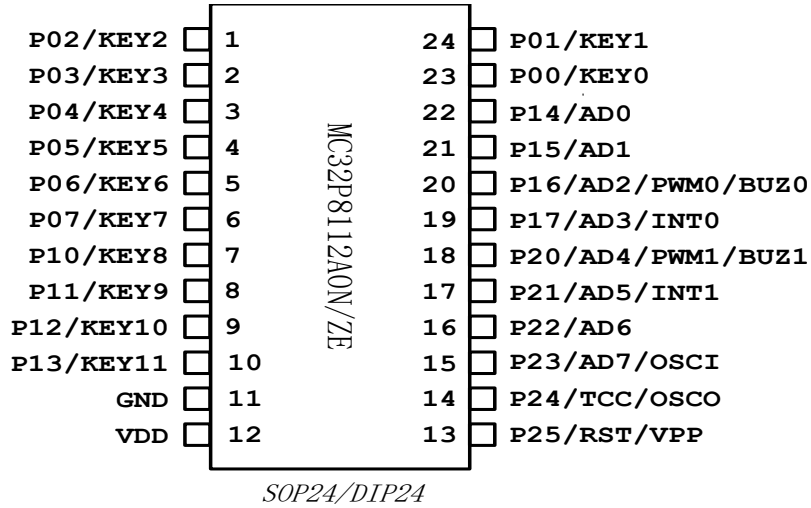 P02/KEY2 1 24 P01/KEY1
P03/KEY3 2 23 P00/KEY0
P04/KEY4 3 22 P14/AD0
P05/KEY5 4 21 P15/AD1
P06/KEY6 5 20 P16/AD2/PWM0/BUZ0
P07/KEY7 6 19 P17/AD3/INT0
P10/KEY8 7 18 P20/AD4/PWM1/BUZ1
P11/KEY9 8 17 P21/AD5/INT1
P12/KEY10 9 16 P22/AD6
P13/KEY11 10 15 P23/AD7/OSCI
GND 11 14 P24/TCC/OSCO
VDD 12 13 P25/RST/VPP
MC32P8112A0N/ZE
SOP24/DIP24